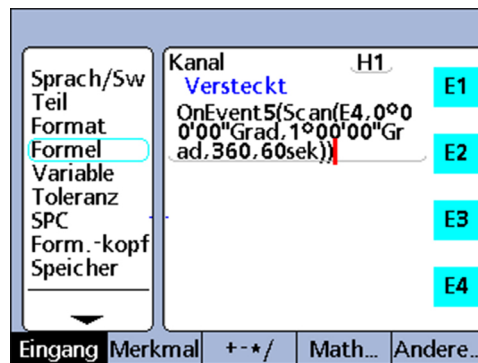 Sprach/Sw
Teil
Format
Formel
Variable
Toleranz
SPC
Form.-kopf
Speicher
Kanal H1
Versteckt
OnEvent5(Scan(E4,0°0
0'00"Grad,1°00'00"Gr
ad,360,60sek))
E1
E2
E3
E4
Eingang Merkmal +-*/ Math... Andere..